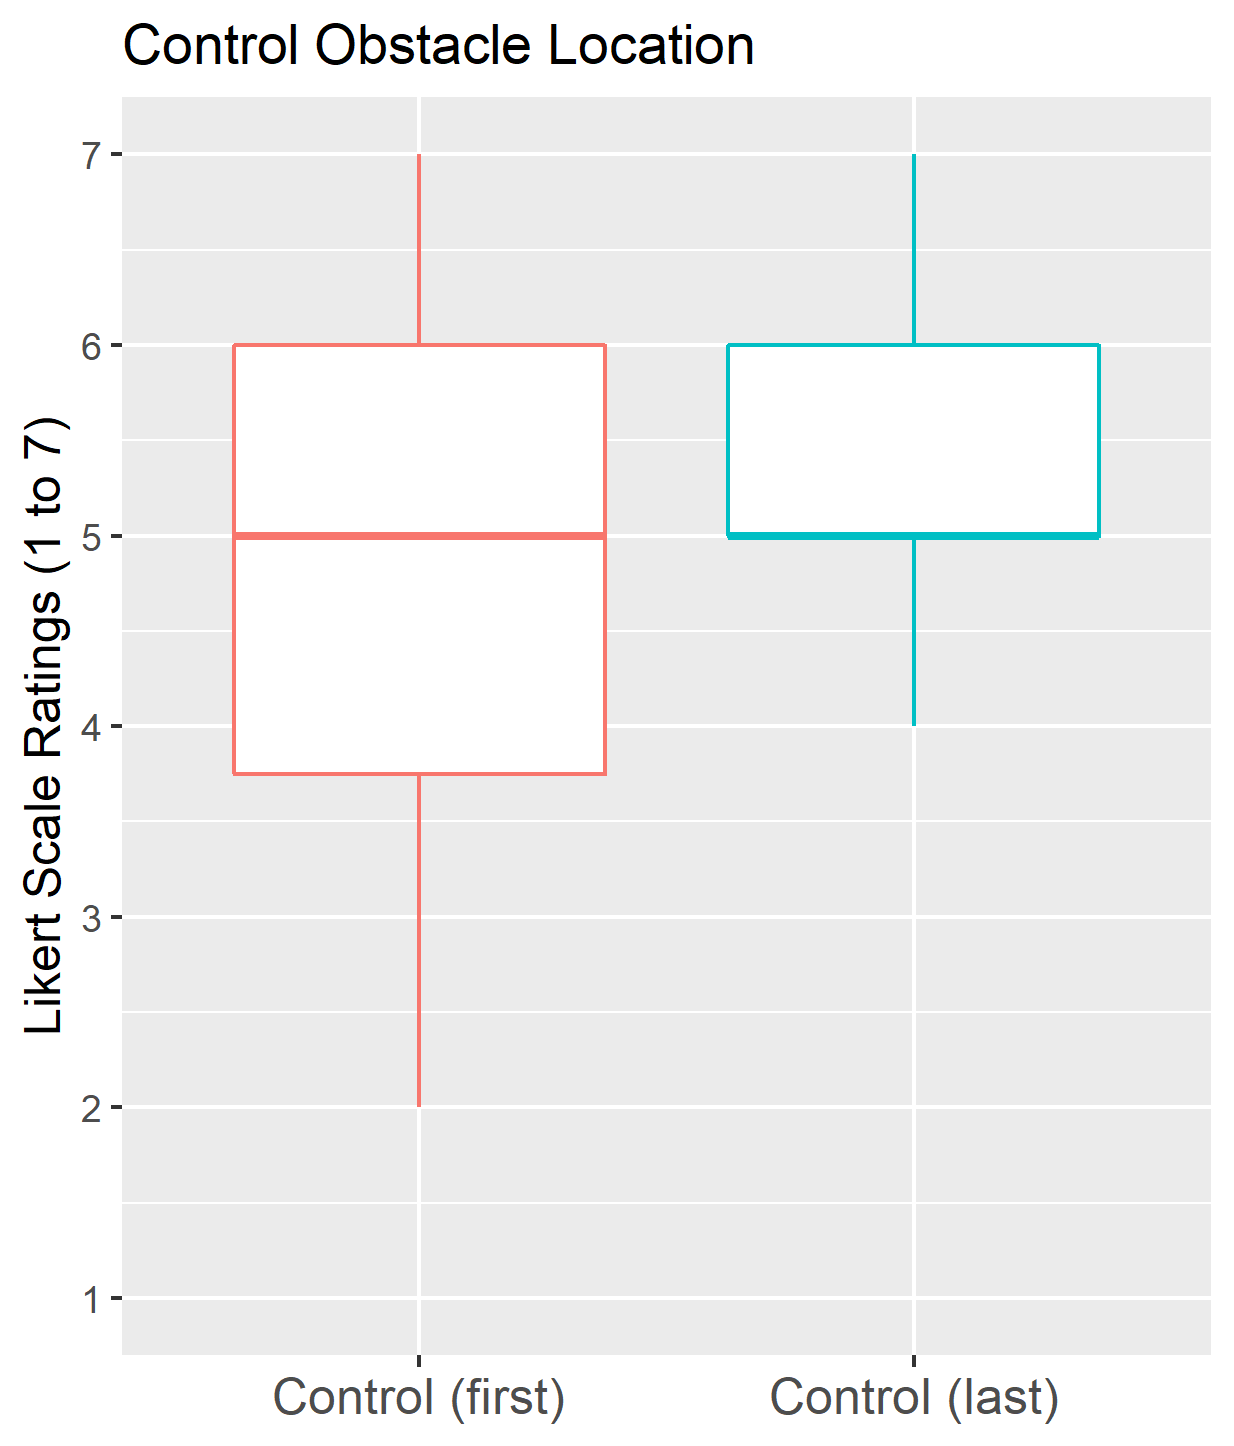 Control Obstacle Location
Likert Scale Ratings (1 to 7)
7
6
5
4
3
2
1
Control (first)
Control (last)